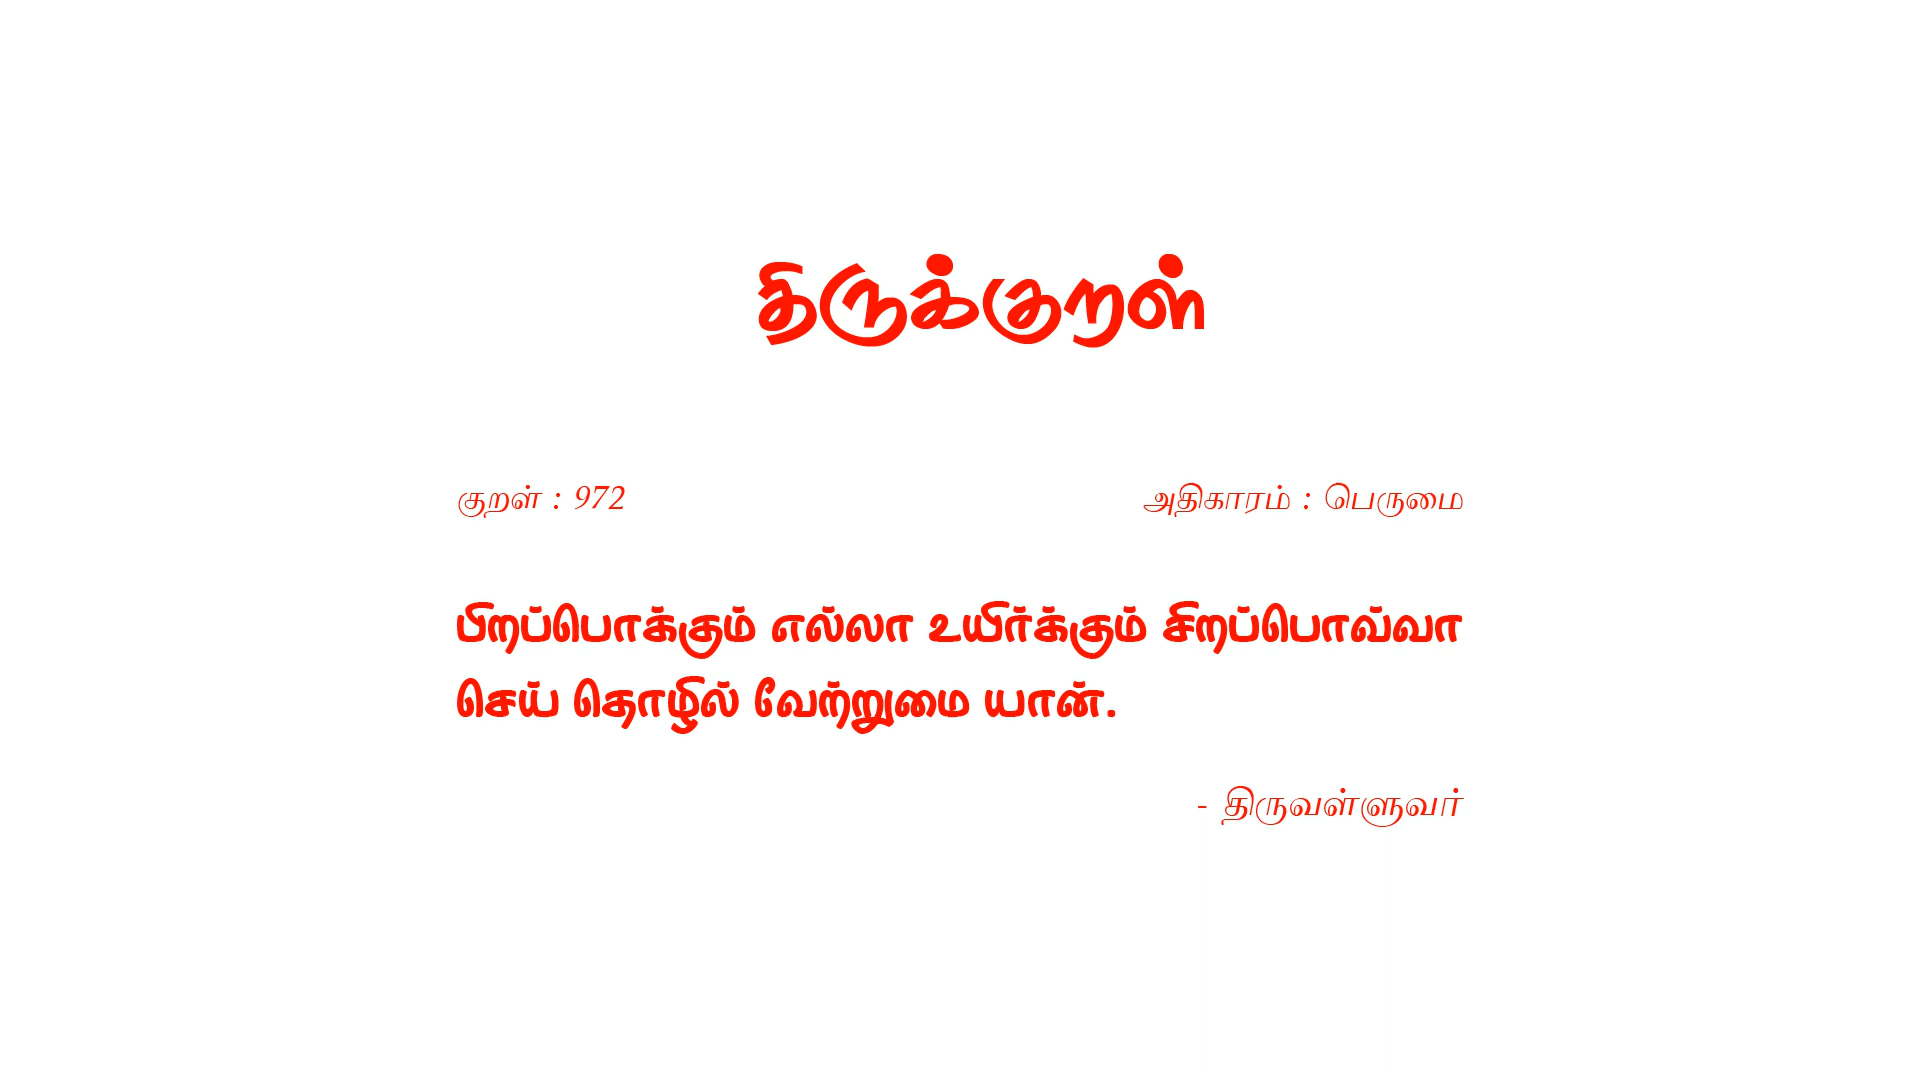 திருக்குறள்
குறள் : 972 அதிகாரம் : பெருமை
பிறப்பொக்கும் எல்லா உயிர்க்கும் சிறப்பொவ்வா
செய் தொழில் வேற்றுமை யான்.
- திருவள்ளுவர்